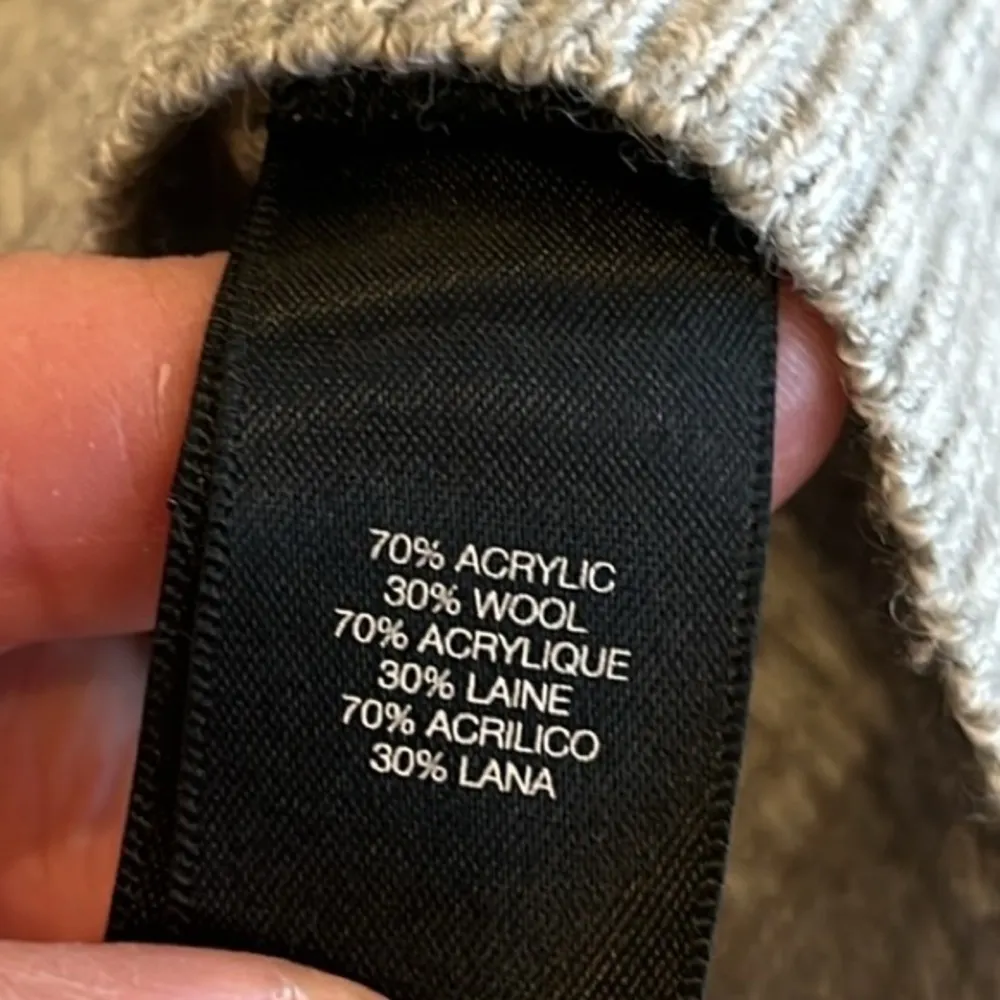 70% ACRYLIC
30% WOOL
70% ACRYLIQUE
30% LAINE
70% ACRILICO
30% LANA